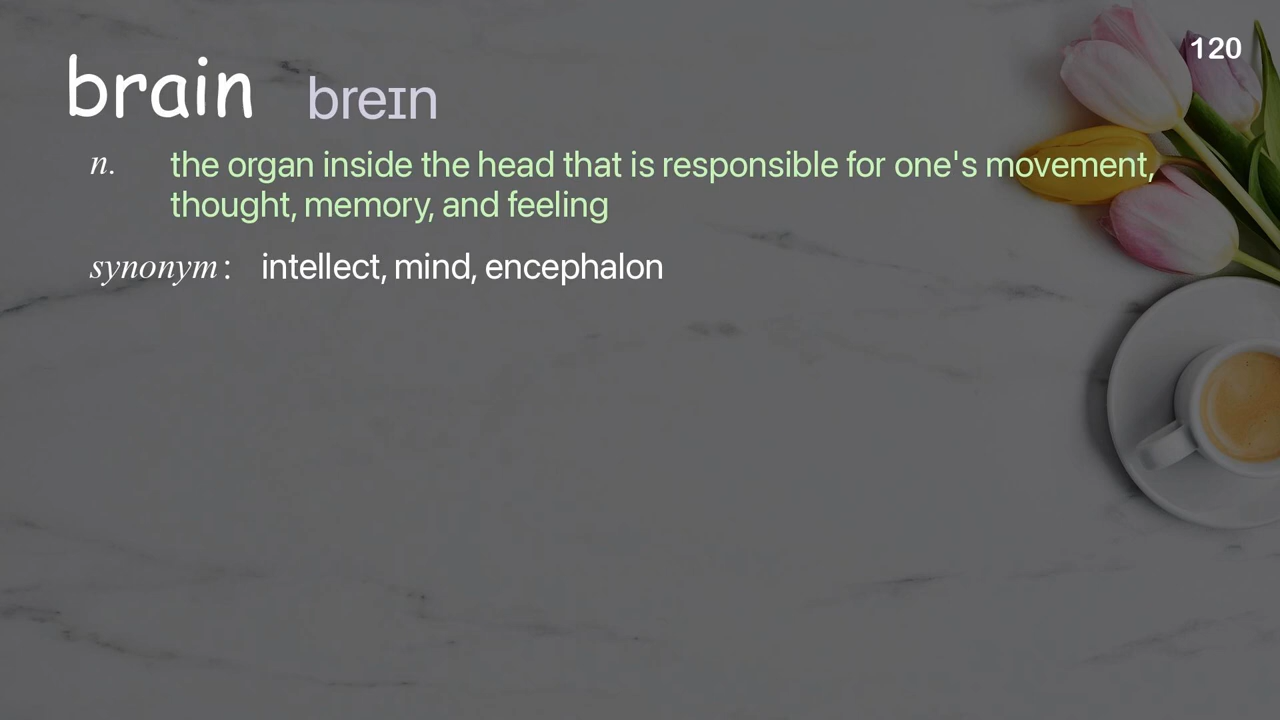 120
brain breɪn
n. the organ inside the head that is responsible for one's movement,
thought, memory, and feeling
synonym: intellect, mind, encephalon